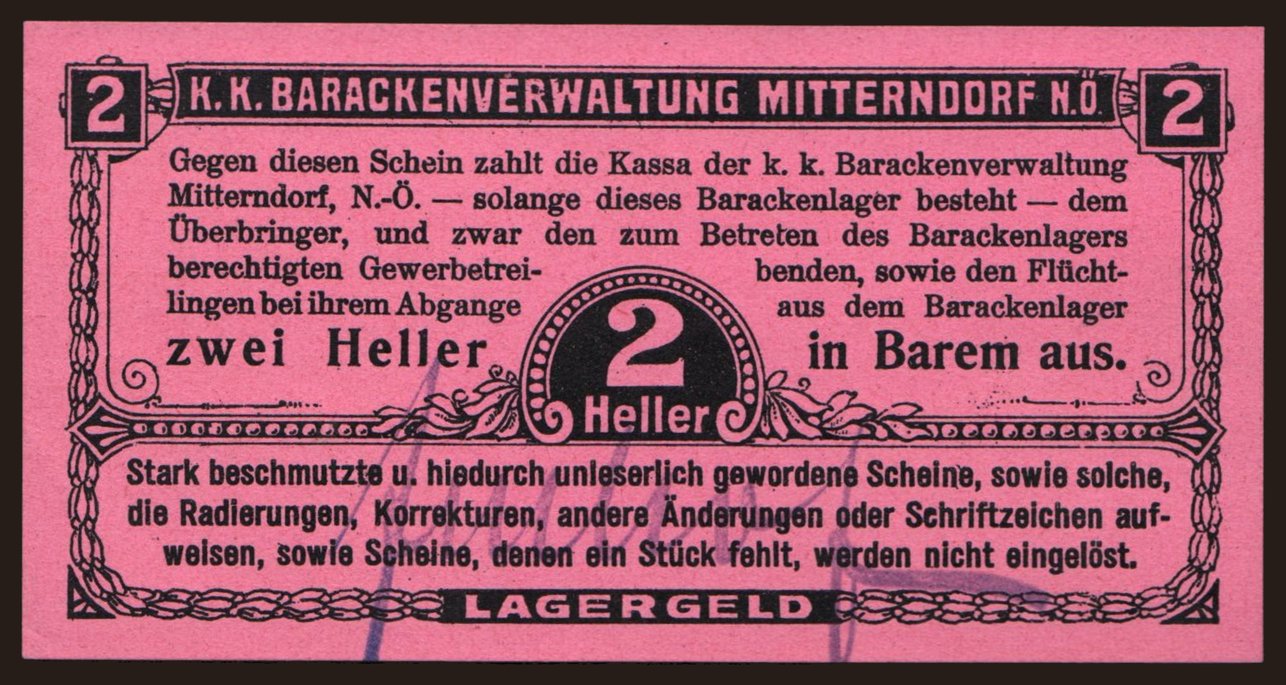 2 K. K. BARACKENVERWALTUNG MITTERNDORF N.Ö. 2
Gegen diesen Schein zahlt die Kassa der k. k. Barackenverwaltung
Mitterndorf, N.-Ö. — solange dieses Barackenlager besteht — dem
Überbringer, und zwar den zum Betreten des Barackenlagers
berechtigten Gewerbetrei- benden, sowie den Flücht-
lingen bei ihrem Abgange aus dem Barackenlager
zwei Heller in Barem aus.
2
Heller
Stark beschmutzte u. hiedurch unleserlich gewordene Scheine, sowie solche,
die Radierungen, Korrekturen, andere Änderungen oder Schriftzeichen auf-
weisen, sowie Scheine, denen ein Stück fehlt, werden nicht eingelöst.
LAGERGELD